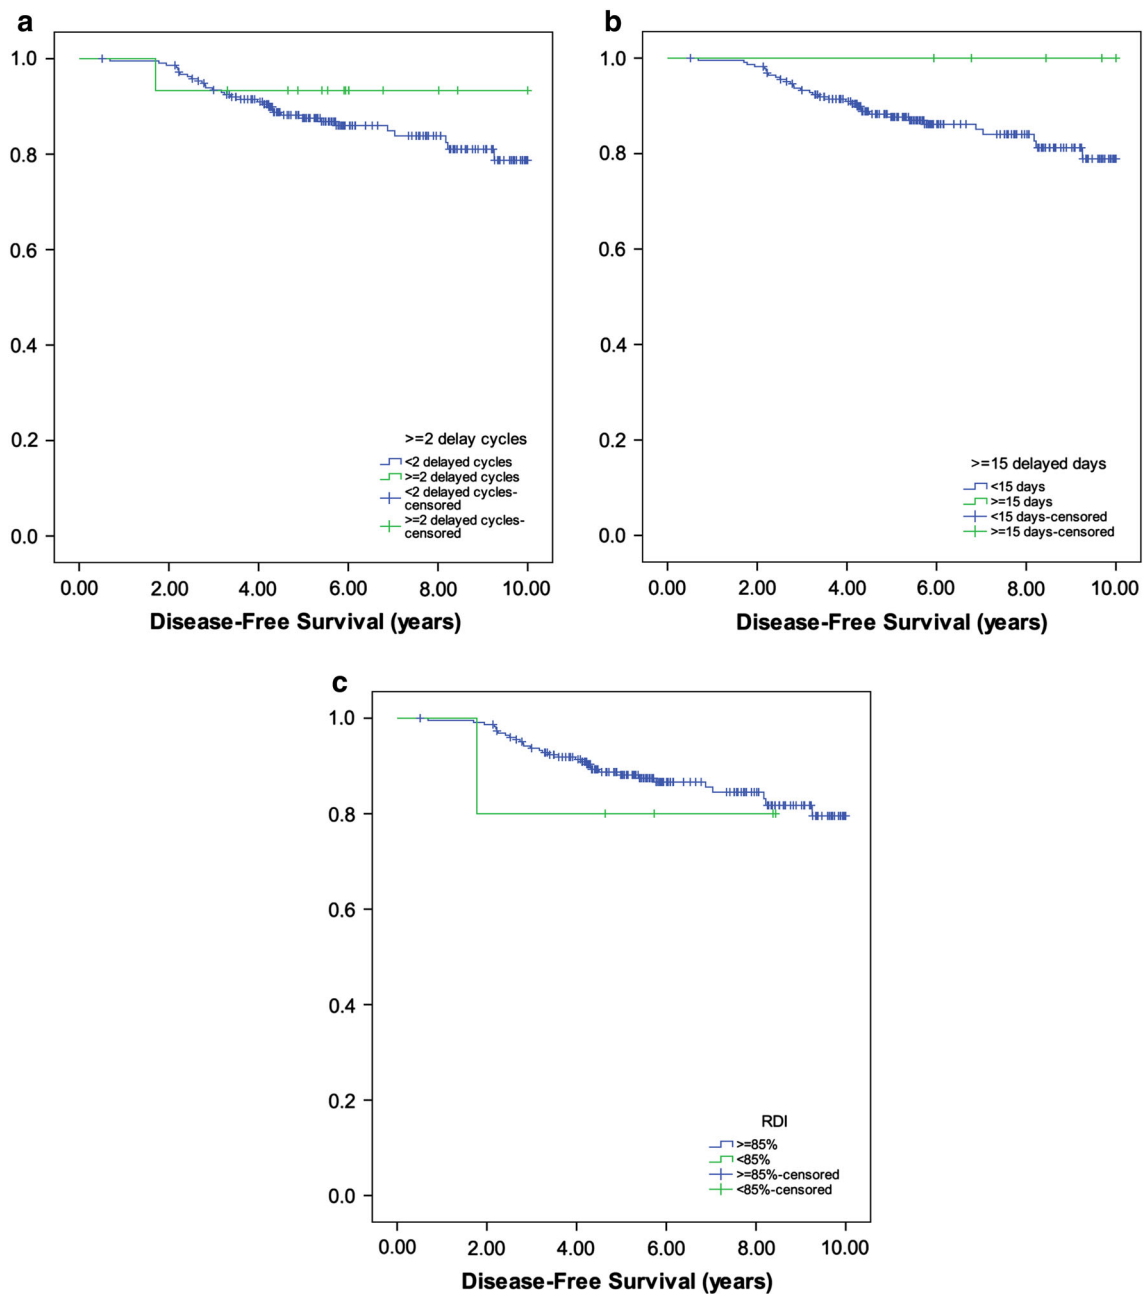 a
1.0
0.8
0.6
0.4
0.2
0.0
>=2 delay cycles
<2 delayed cycles
>=2 delayed cycles
<2 delayed cycles-
censored
>=2 delayed cycles-
censored
0.00 2.00 4.00 6.00 8.00 10.00
Disease-Free Survival (years)
b
1.0
0.8
0.6
0.4
0.2
0.0
>=15 delayed days
<15 days
>=15 days
<15 days-censored
>=15 days-censored
0.00 2.00 4.00 6.00 8.00 10.00
Disease-Free Survival (years)
c
1.0
0.8
0.6
0.4
0.2
0.0
RDI
>=85%
<85%
>=85%-censored
<85%-censored
0.00 2.00 4.00 6.00 8.00 10.00
Disease-Free Survival (years)